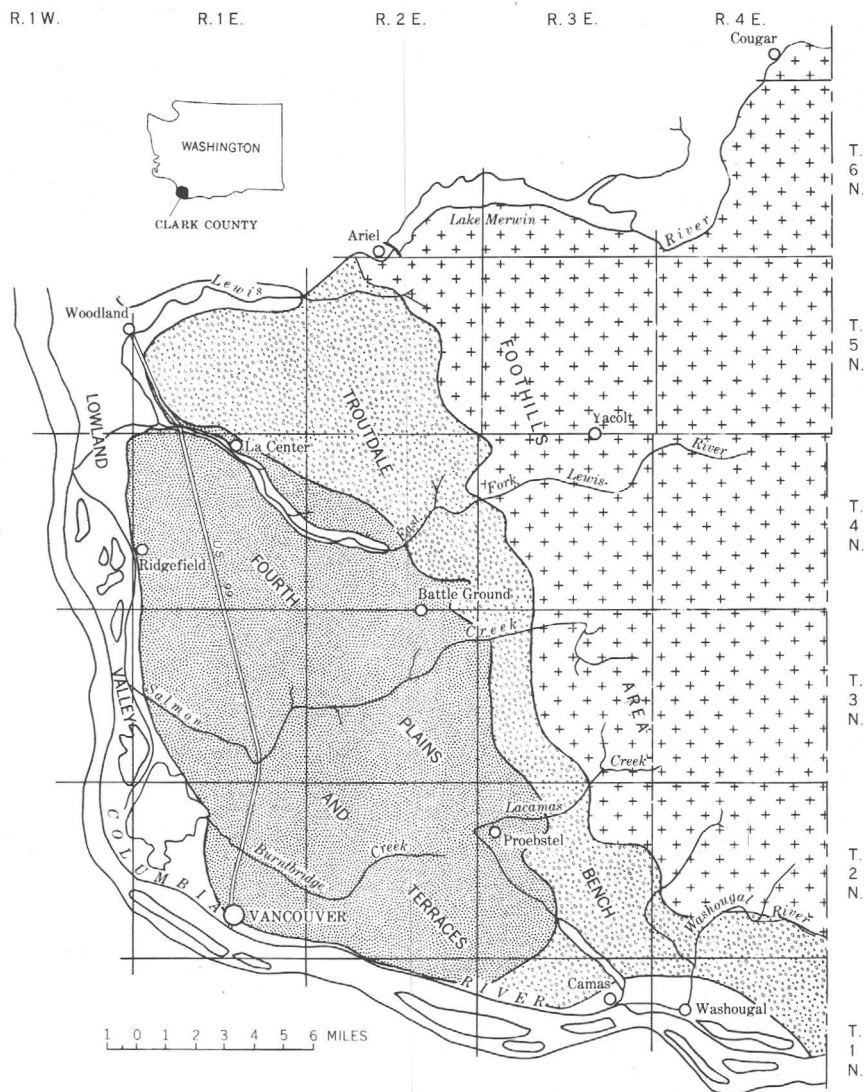 R. 1 W.
R. 1 E.
R. 2 E.
R. 3 E.
R. 4 E.
Cougar
WASHINGTON
CLARK COUNTY
T.
6
N.
Lake Merwin
River
Ariel
Lewis
Woodland
T.
5
N.
FOOTHILLS
TROUTDALE
LOWLAND
Yacolt
La Center
River
Fork
Lewis
East
T.
4
N.
U.S. 99
Ridgefield
FOURTH
Battle Ground
Creek
VALLEY
Salmon
AREA
T.
3
N.
PLAINS
Creek
AND
Lacamas
Proebstel
COLUMBIA
Burntbridge
Creek
BENCH
T.
2
N.
TERRACES
Washougal
River
VANCOUVER
RIVER
Camas
Washougal
T.
1
N.
1 0 1 2 3 4 5 6 MILES